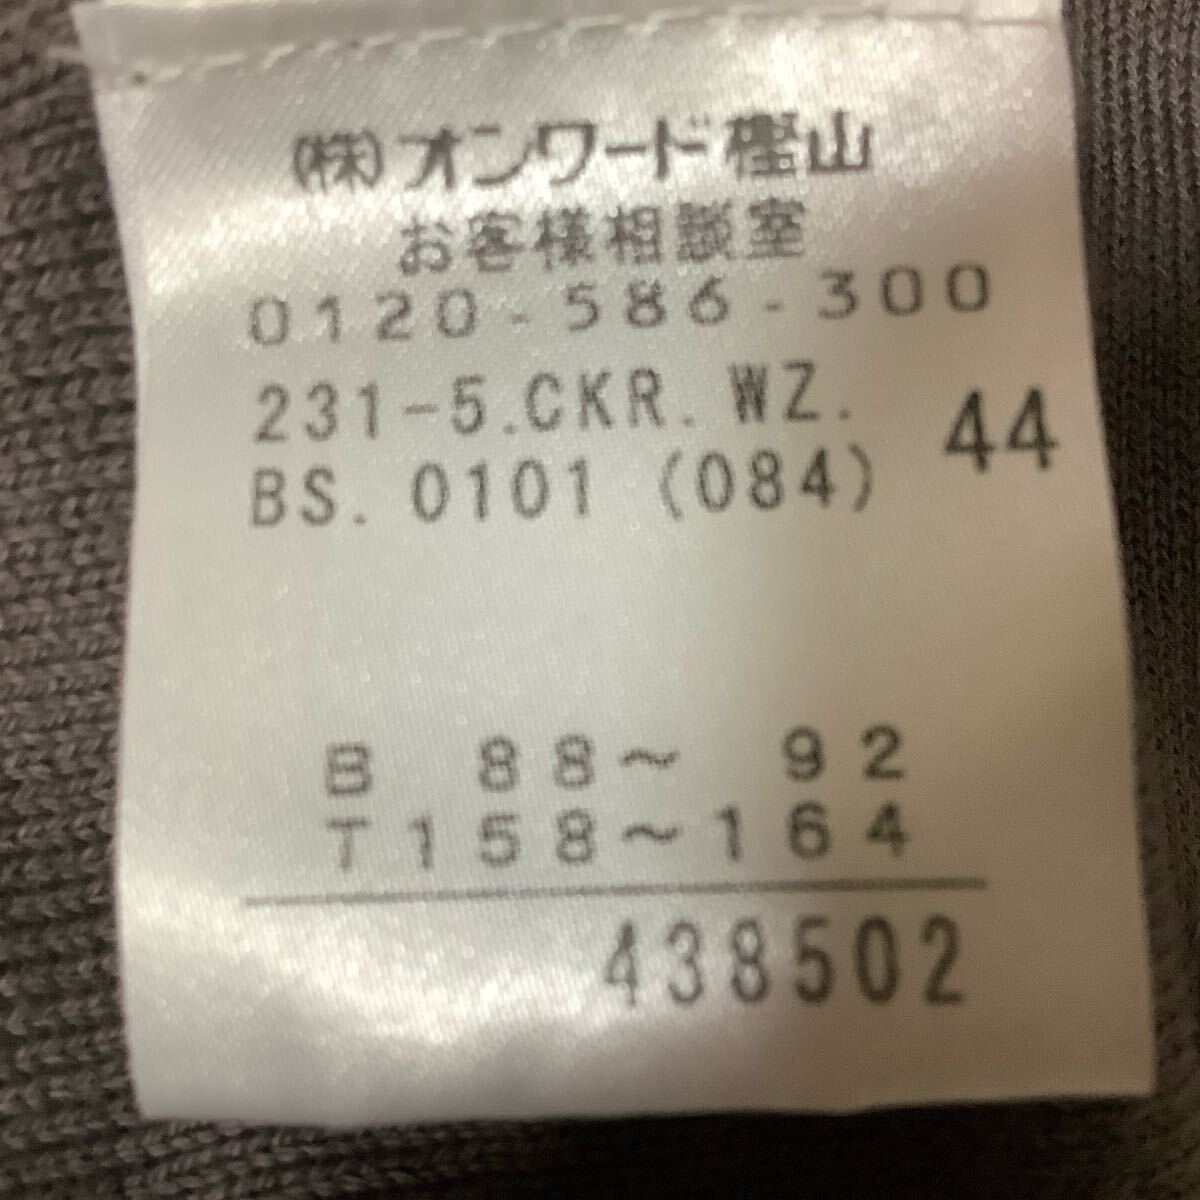 (株)オンワード樫山
お客様相談室
0120-586-300
231-5.CKR. WZ.
BS. 0101 (084) 44
B 88～ 92
T158～164
438502